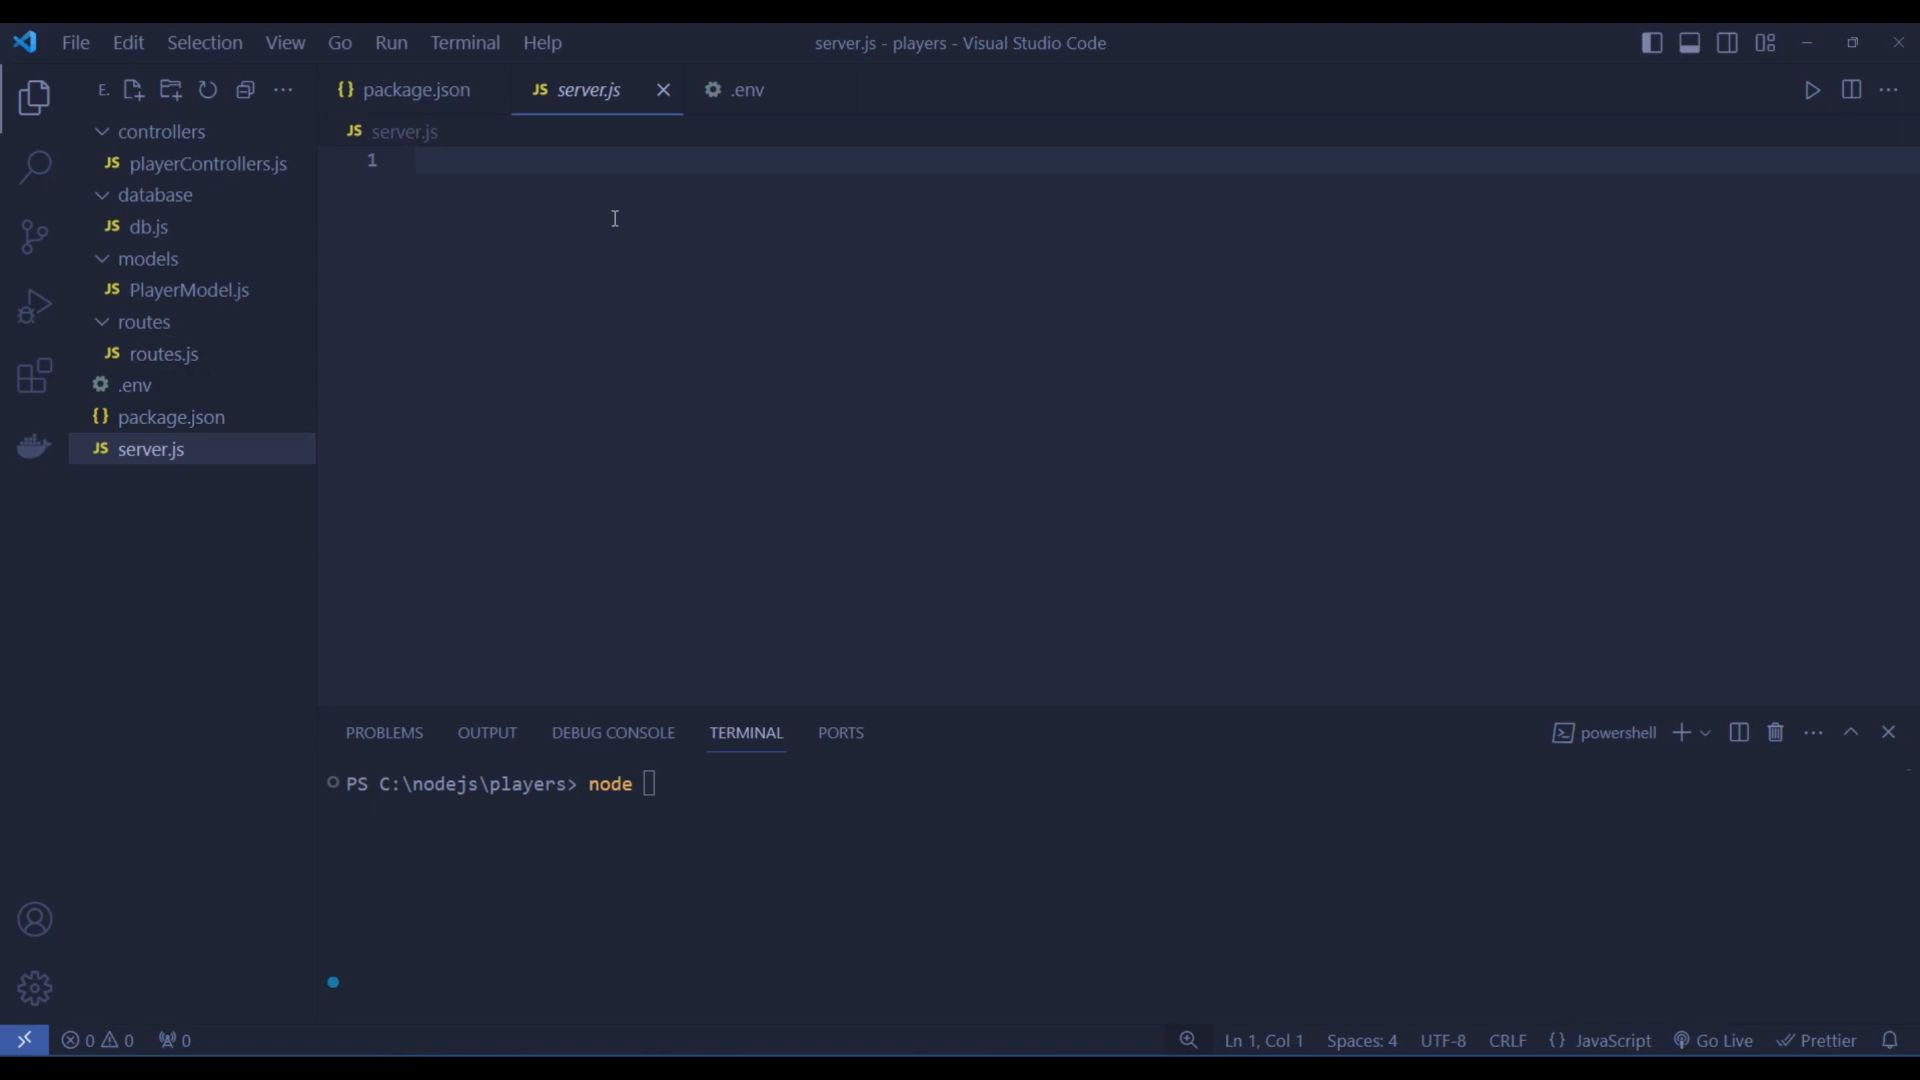 File Edit Selection View Go Run Terminal Help
server.js - players - Visual Studio Code
E.
{} package.json
JS server.js
.env
JS server.js
1
controllers
JS playerControllers.js
database
JS db.js
models
JS PlayerModel.js
routes
JS routes.js
.env
{} package.json
JS server.js
PROBLEMS OUTPUT DEBUG CONSOLE TERMINAL PORTS
powershell
PS C:\nodejs\players> node
0 0 0
Ln 1, Col 1 Spaces: 4 UTF-8 CRLF {} JavaScript Go Live Prettier